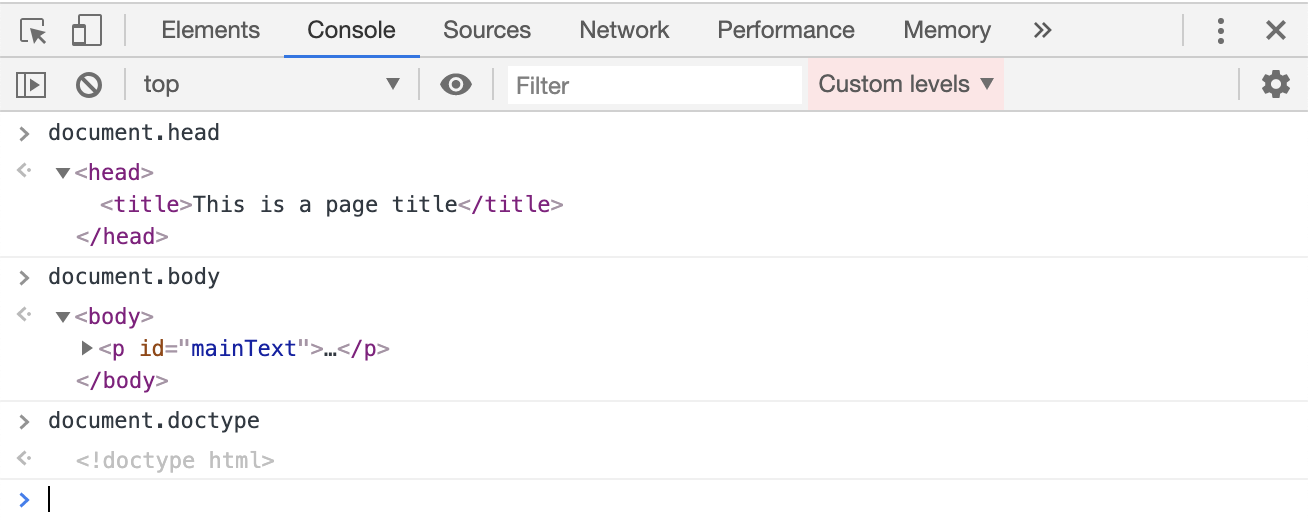 Elements Console Sources Network Performance Memory »
top Filter Custom levels
document.head
<head>
<title>This is a page title</title>
</head>
document.body
<body>
<p id="mainText">…</p>
</body>
document.doctype
<!doctype html>